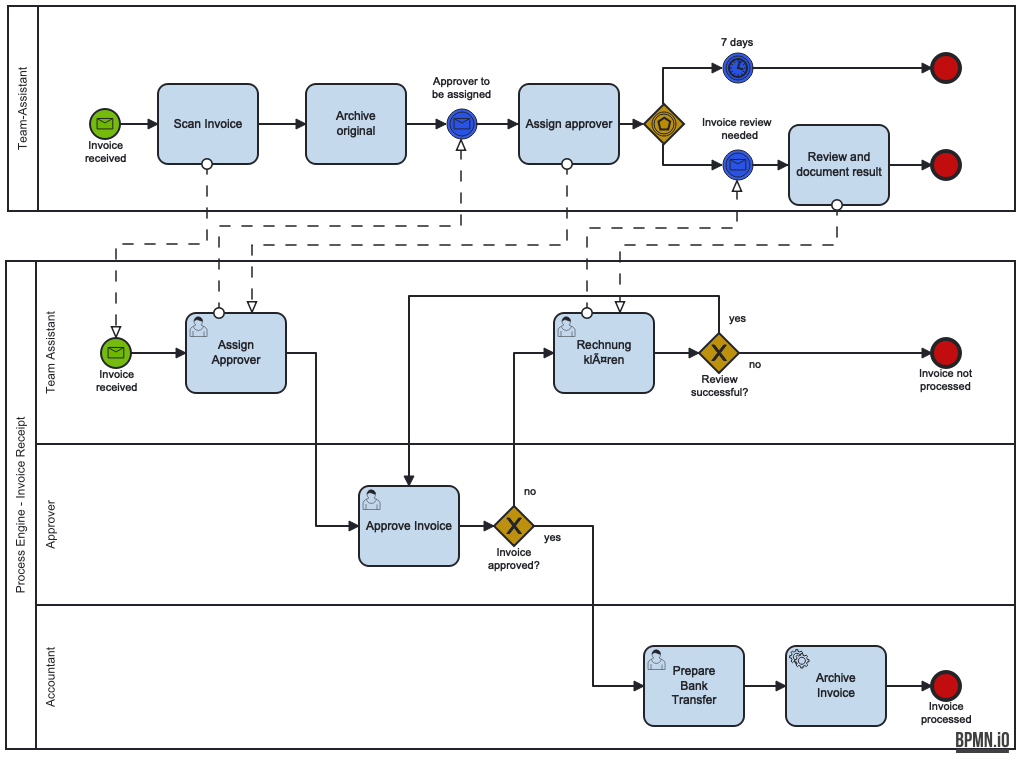 Team-Assistant
Invoice
received
Scan Invoice
Archive
original
Approver to
be assigned
Assign approver
7 days
Invoice review
needed
Review and
document result
Process Engine - Invoice Receipt
Team Assistant
Invoice
received
Assign
Approver
Rechnung
klÃ¤ren
yes
Review
successful?
no
Invoice not
processed
Approver
Approve Invoice
no
Invoice
approved?
yes
Accountant
Prepare
Bank
Transfer
Archive
Invoice
Invoice
processed
BPMN.iO